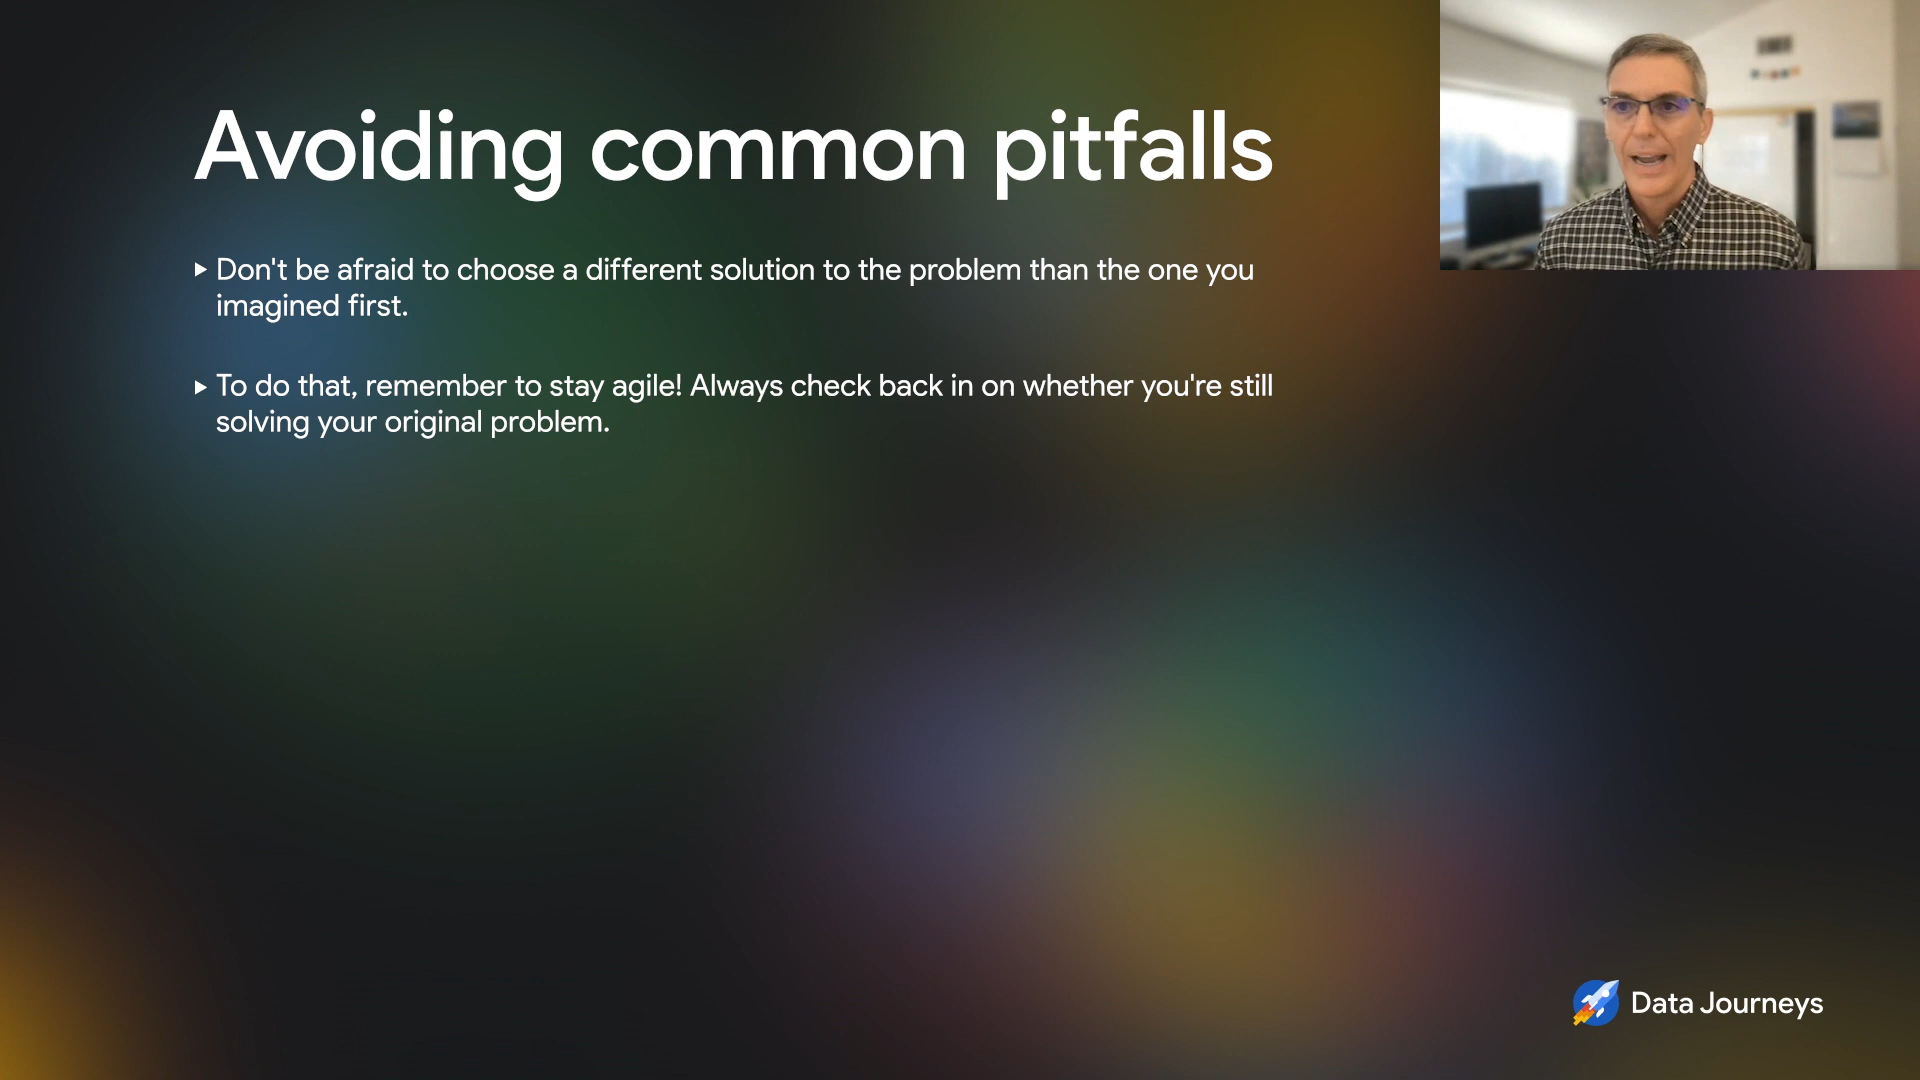 Avoiding common pitfalls
Don't be afraid to choose a different solution to the problem than the one you
imagined first.
To do that, remember to stay agile! Always check back in on whether you're still
solving your original problem.
Data Journeys